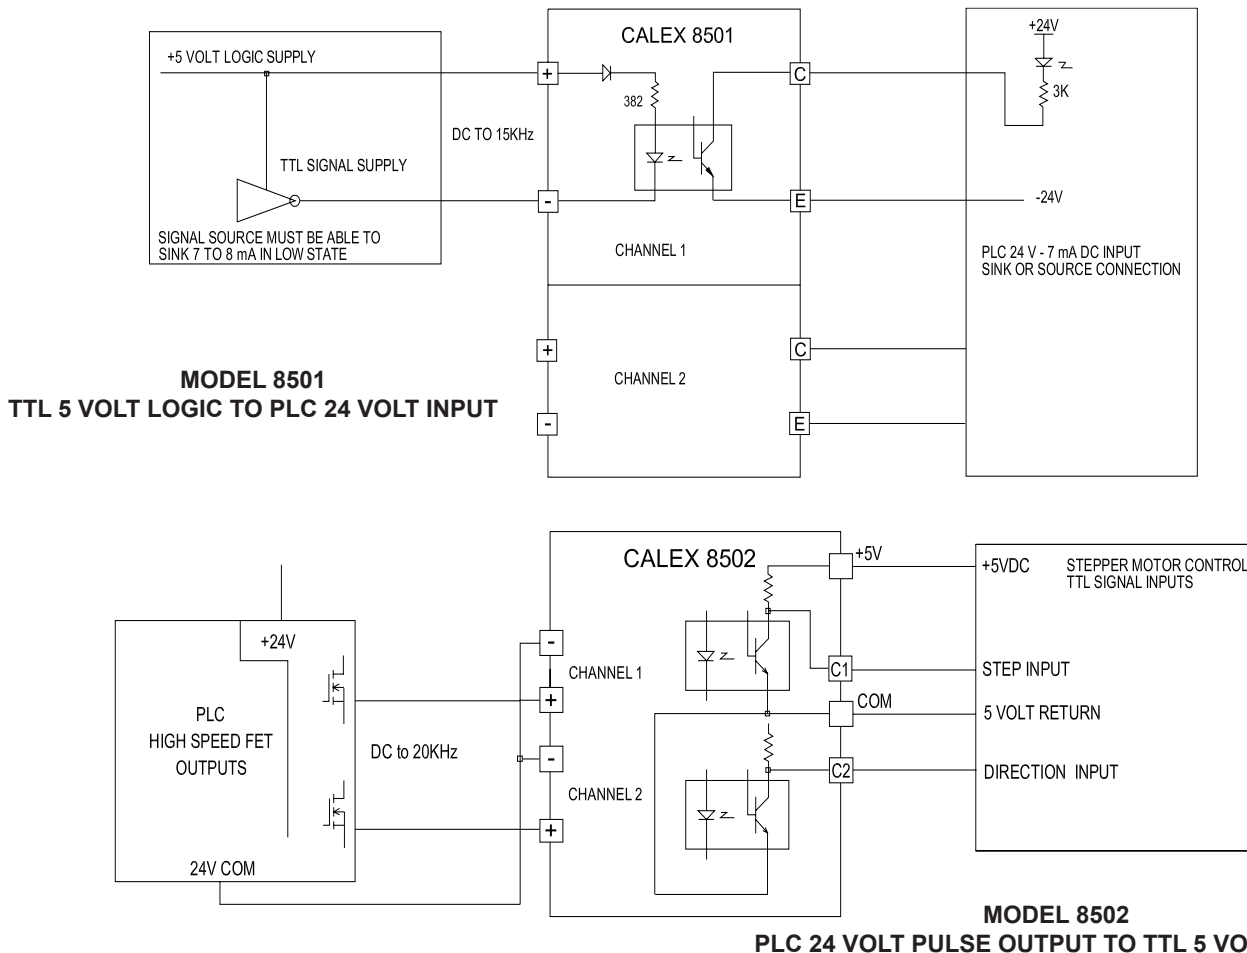 CALEX 8501
+5 VOLT LOGIC SUPPLY
+
C
+24V
382
3K
DC TO 15KHz
TTL SIGNAL SUPPLY
-
E
-24V
SIGNAL SOURCE MUST BE ABLE TO
SINK 7 TO 8 mA IN LOW STATE
CHANNEL 1
PLC 24 V - 7 mA DC INPUT
SINK OR SOURCE CONNECTION
+
C
CHANNEL 2
-
E
MODEL 8501
TTL 5 VOLT LOGIC TO PLC 24 VOLT INPUT
CALEX 8502
+5V
+5VDC
STEPPER MOTOR CONTROL
TTL SIGNAL INPUTS
+24V
-
CHANNEL 1
+
C1
STEP INPUT
COM
5 VOLT RETURN
PLC
HIGH SPEED FET
OUTPUTS
DC to 20KHz
-
C2
DIRECTION INPUT
CHANNEL 2
+
24V COM
MODEL 8502
PLC 24 VOLT PULSE OUTPUT TO TTL 5 VO